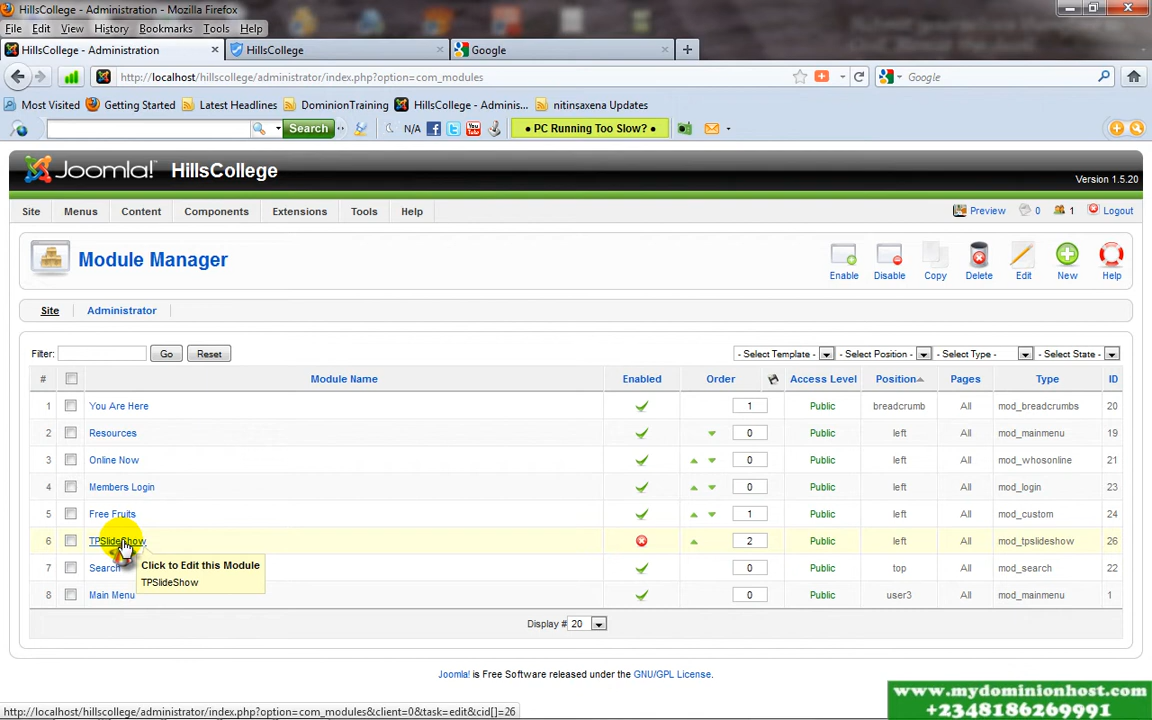 HillsCollege - Administration - Mozilla Firefox
File Edit View History Bookmarks Tools Help
HillsCollege - Administration HillsCollege Google
http://localhost/hillscollege/administrator/index.php?option=com_modules Google
Most Visited Getting Started Latest Headlines DominionTraining HillsCollege - Adminis... nitinsaxena Updates
Search N/A You Tube • PC Running Too Slow? •
Joomla! HillsCollege
Version 1.5.20
Site Menus Content Components Extensions Tools Help Preview 0 1 Logout
Module Manager
Enable Disable Copy Delete Edit New Help
Site Administrator
Filter: Go Reset - Select Template - - Select Position - - Select Type - - Select State -
# Module Name Enabled Order Access Level Position Pages Type ID
1 You Are Here 1 Public breadcrumb All mod_breadcrumbs 20
2 Resources 0 Public left All mod_mainmenu 19
3 Online Now 0 Public left All mod_whosonline 21
4 Members Login 0 Public left All mod_login 23
5 Free Fruits 1 Public left All mod_custom 24
6 TPSlideShow 2 Public left All mod_tpslideshow 26
Click to Edit this Module
TPSlideShow
7 Search 0 Public top All mod_search 22
8 Main Menu 0 Public user3 All mod_mainmenu 1
Display # 20
Joomla! is Free Software released under the GNU/GPL License.
http://localhost/hillscollege/administrator/index.php?option=com_modules&client=0&task=edit&cid[]=26
www.mydominionhost.com
+2348186269991